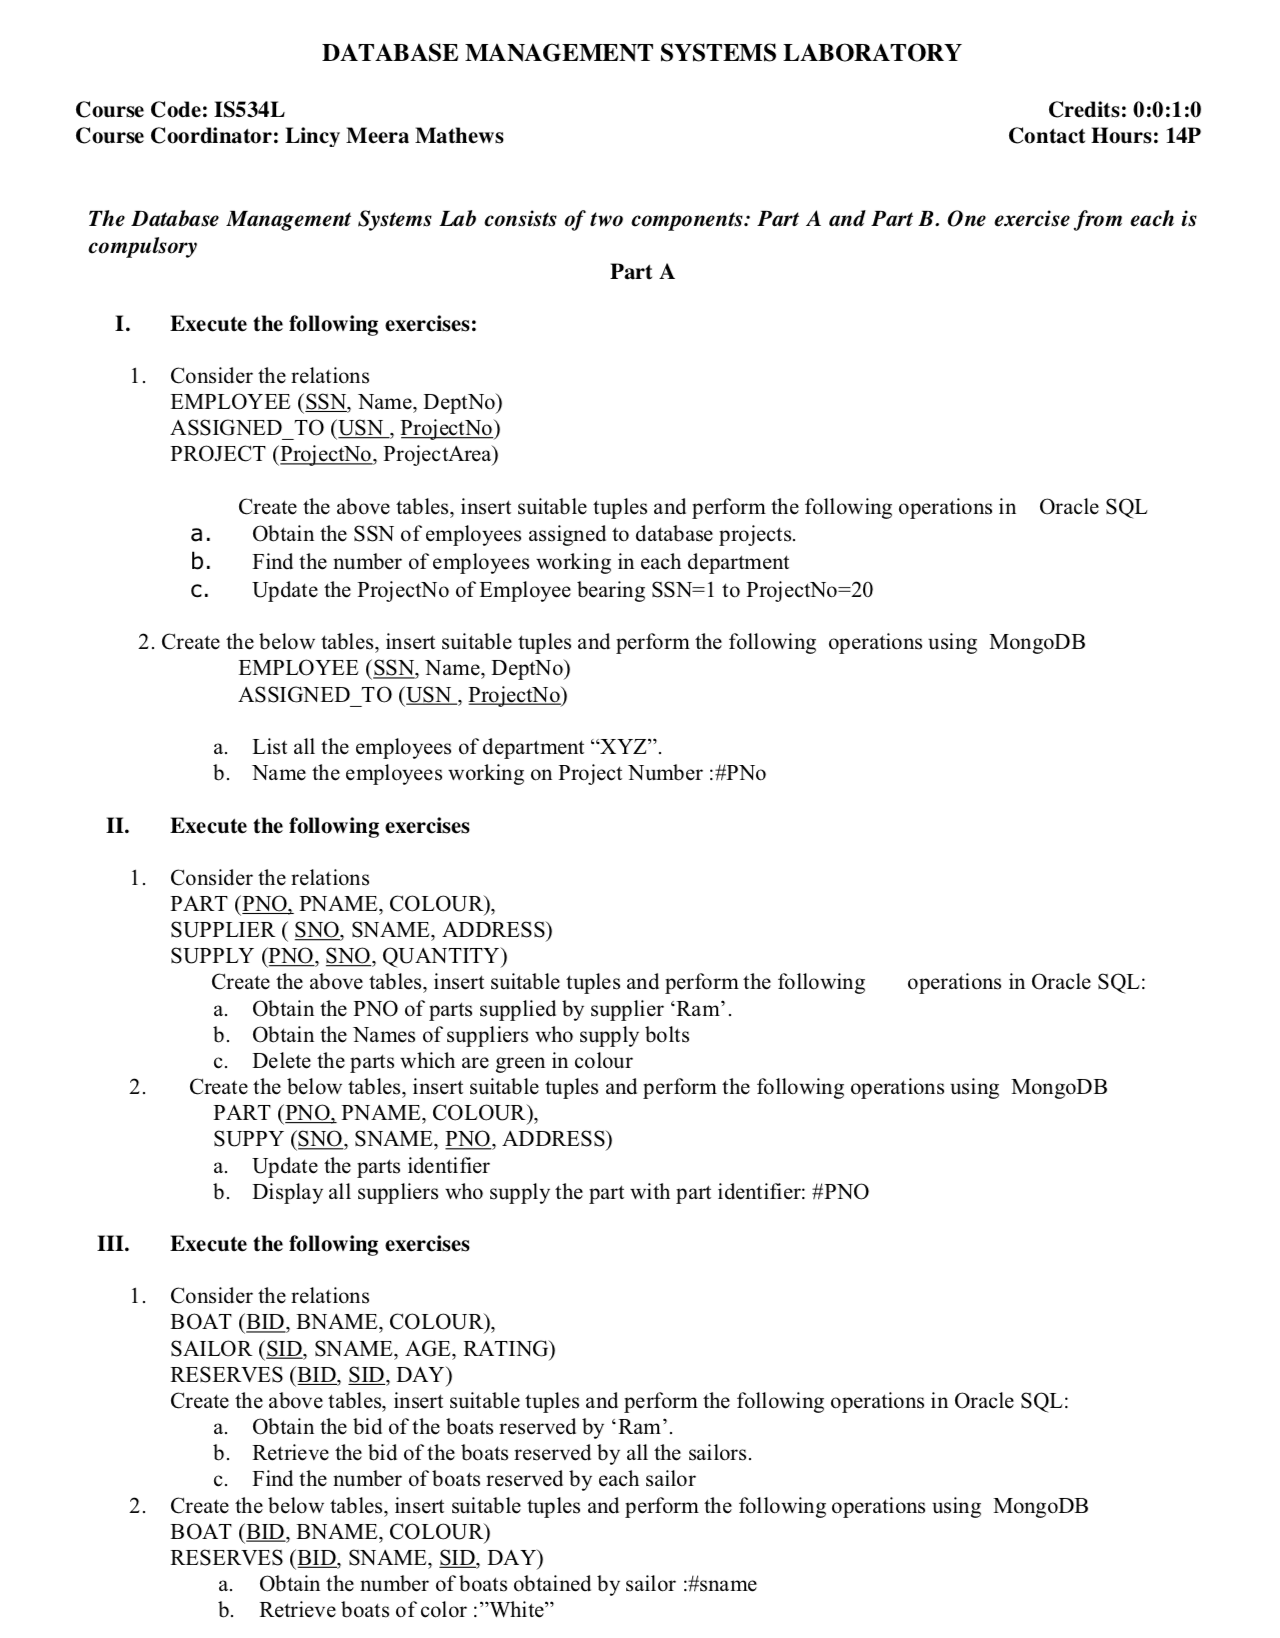 DATABASE MANAGEMENT SYSTEMS LABORATORY
Course Code: IS534L Credits: 0:0:1:0
Course Coordinator: Lincy Meera Mathews Contact Hours: 14P
The Database Management Systems Lab consists of two components: Part A and Part B. One exercise from each is
compulsory
Part A
I. Execute the following exercises:
1. Consider the relations
EMPLOYEE (SSN, Name, DeptNo)
ASSIGNED_TO (USN , ProjectNo)
PROJECT (ProjectNo, ProjectArea)
Create the above tables, insert suitable tuples and perform the following operations in Oracle SQL
a. Obtain the SSN of employees assigned to database projects.
b. Find the number of employees working in each department
c. Update the ProjectNo of Employee bearing SSN=1 to ProjectNo=20
2. Create the below tables, insert suitable tuples and perform the following operations using MongoDB
EMPLOYEE (SSN, Name, DeptNo)
ASSIGNED_TO (USN , ProjectNo)
a. List all the employees of department “XYZ”.
b. Name the employees working on Project Number :#PNo
II. Execute the following exercises
1. Consider the relations
PART (PNO, PNAME, COLOUR),
SUPPLIER ( SNO, SNAME, ADDRESS)
SUPPLY (PNO, SNO, QUANTITY)
Create the above tables, insert suitable tuples and perform the following operations in Oracle SQL:
a. Obtain the PNO of parts supplied by supplier ‘Ram’.
b. Obtain the Names of suppliers who supply bolts
c. Delete the parts which are green in colour
2. Create the below tables, insert suitable tuples and perform the following operations using MongoDB
PART (PNO, PNAME, COLOUR),
SUPPY (SNO, SNAME, PNO, ADDRESS)
a. Update the parts identifier
b. Display all suppliers who supply the part with part identifier: #PNO
III. Execute the following exercises
1. Consider the relations
BOAT (BID, BNAME, COLOUR),
SAILOR (SID, SNAME, AGE, RATING)
RESERVES (BID, SID, DAY)
Create the above tables, insert suitable tuples and perform the following operations in Oracle SQL:
a. Obtain the bid of the boats reserved by ‘Ram’.
b. Retrieve the bid of the boats reserved by all the sailors.
c. Find the number of boats reserved by each sailor
2. Create the below tables, insert suitable tuples and perform the following operations using MongoDB
BOAT (BID, BNAME, COLOUR)
RESERVES (BID, SNAME, SID, DAY)
a. Obtain the number of boats obtained by sailor :#sname
b. Retrieve boats of color :”White”